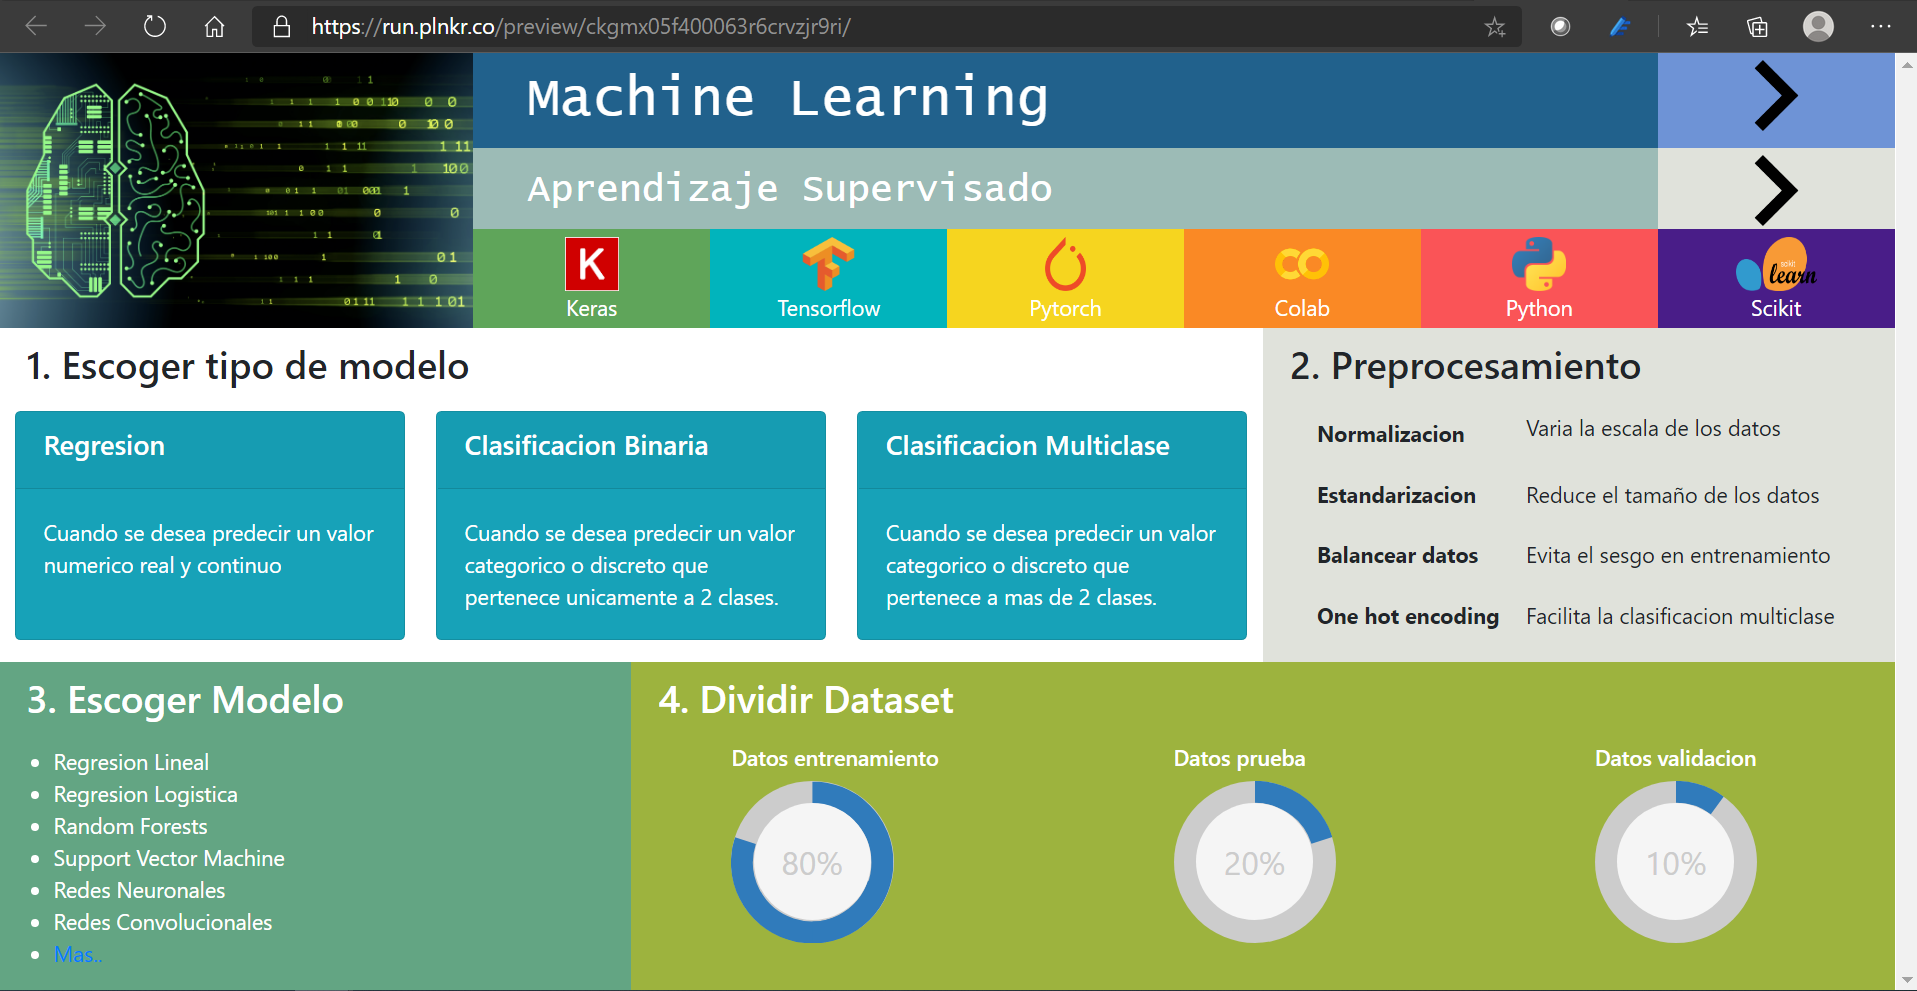 https://run.plnkr.co/preview/ckgmx05f400063r6crvzjr9ri/
Machine Learning
Aprendizaje Supervisado
K
scikit
learn
Keras
Tensorflow
Pytorch
Colab
Python
Scikit
1. Escoger tipo de modelo
Regresion
Cuando se desea predecir un valor
numerico real y continuo
Clasificacion Binaria
Cuando se desea predecir un valor
categorico o discreto que
pertenece unicamente a 2 clases.
Clasificacion Multiclase
Cuando se desea predecir un valor
categorico o discreto que
pertenece a mas de 2 clases.
2. Preprocesamiento
Normalizacion Varia la escala de los datos
Estandarizacion Reduce el tamaño de los datos
Balancear datos Evita el sesgo en entrenamiento
One hot encoding Facilita la clasificacion multiclase
3. Escoger Modelo
Regresion Lineal
Regresion Logistica
Random Forests
Support Vector Machine
Redes Neuronales
Redes Convolucionales
Mas..
4. Dividir Dataset
Datos entrenamiento
80%
Datos prueba
20%
Datos validacion
10%